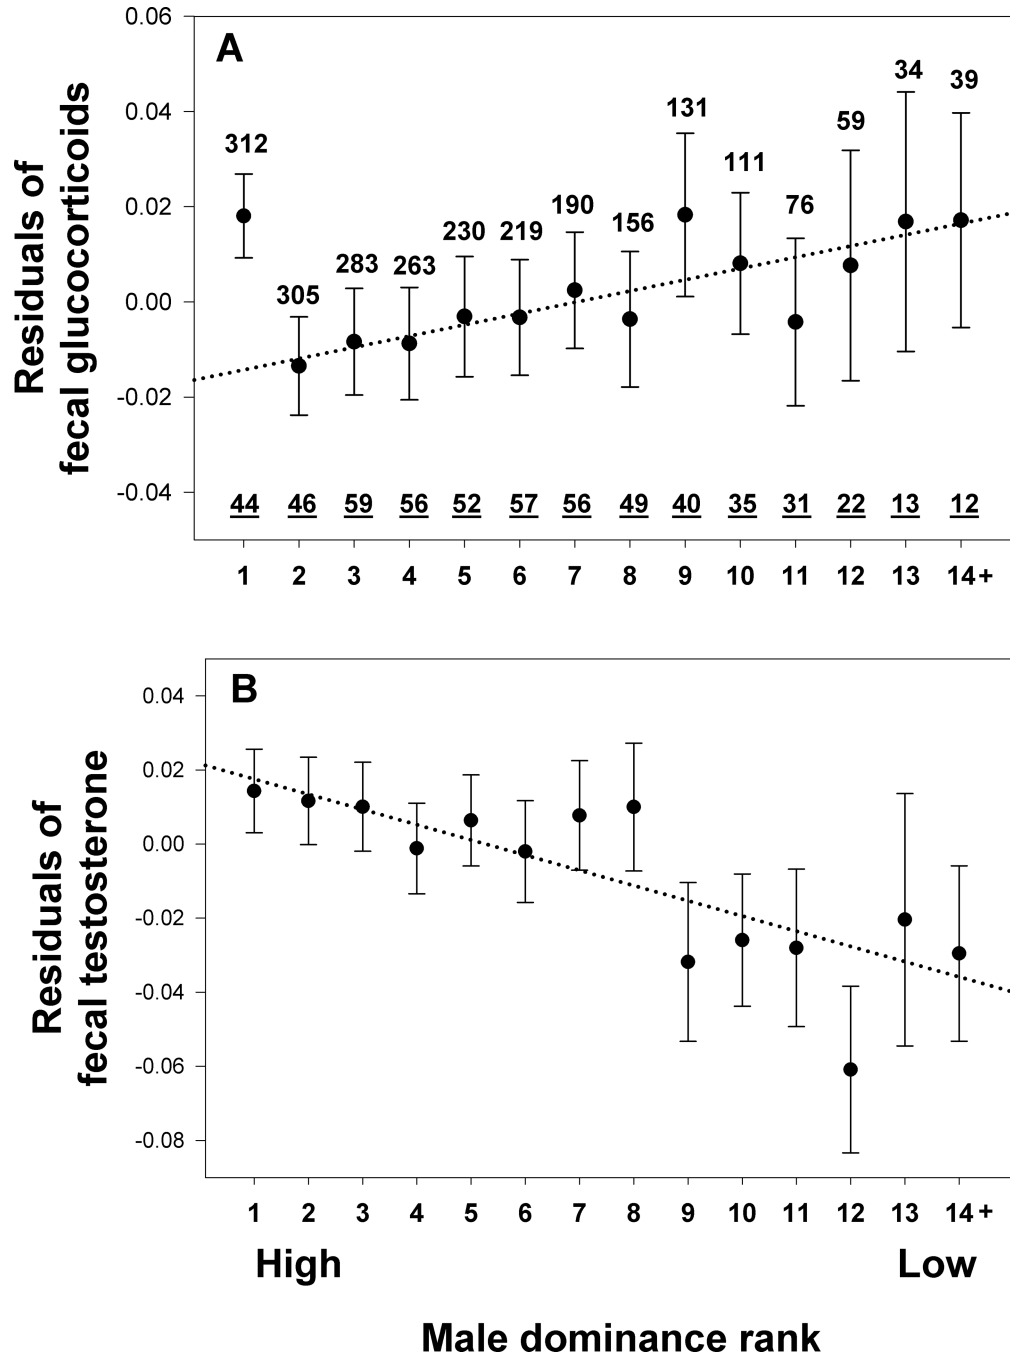 A
Residuals of
fecal glucocorticoids
0.06
0.04
0.02
0.00
-0.02
-0.04
312
305
283
263
230
219
190
156
131
111
76
59
34
39
44 46 59 56 52 57 56 49 40 35 31 22 13 12
1 2 3 4 5 6 7 8 9 10 11 12 13 14+
B
Residuals of
fecal testosterone
0.04
0.02
0.00
-0.02
-0.04
-0.06
-0.08
1 2 3 4 5 6 7 8 9 10 11 12 13 14+
High Low
Male dominance rank